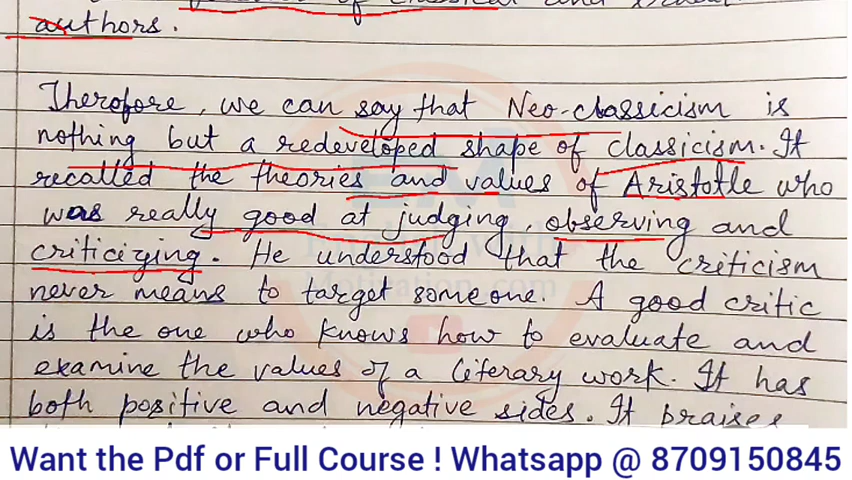 of classical and
authors.
Therefore, we can say that Neo-classicism is
nothing but a redeveloped shape of classicism. It
recalled the theories and values of Aristotle who
was really good at judging, observing and
criticizing. He understood that the criticism
never means to target someone. A good critic
is the one who knows how to evaluate and
examine the values of a literary work. It has
both positive and negative sides. It praises
Want the Pdf or Full Course ! Whatsapp @ 8709150845